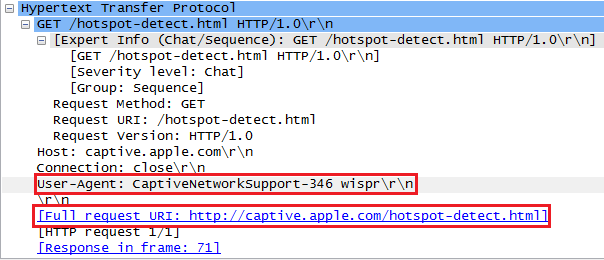 Hypertext Transfer Protocol
GET /hotspot-detect.html HTTP/1.0\r\n
[Expert Info (Chat/Sequence): GET /hotspot-detect.html HTTP/1.0\r\n]
[GET /hotspot-detect.html HTTP/1.0\r\n]
[Severity level: Chat]
[Group: Sequence]
Request Method: GET
Request URI: /hotspot-detect.html
Request Version: HTTP/1.0
Host: captive.apple.com\r\n
Connection: close\r\n
User-Agent: CaptiveNetworkSupport-346 wispr\r\n
\r\n
[Full request URI: http://captive.apple.com/hotspot-detect.html]
[HTTP request 1/1]
[Response in frame: 71]